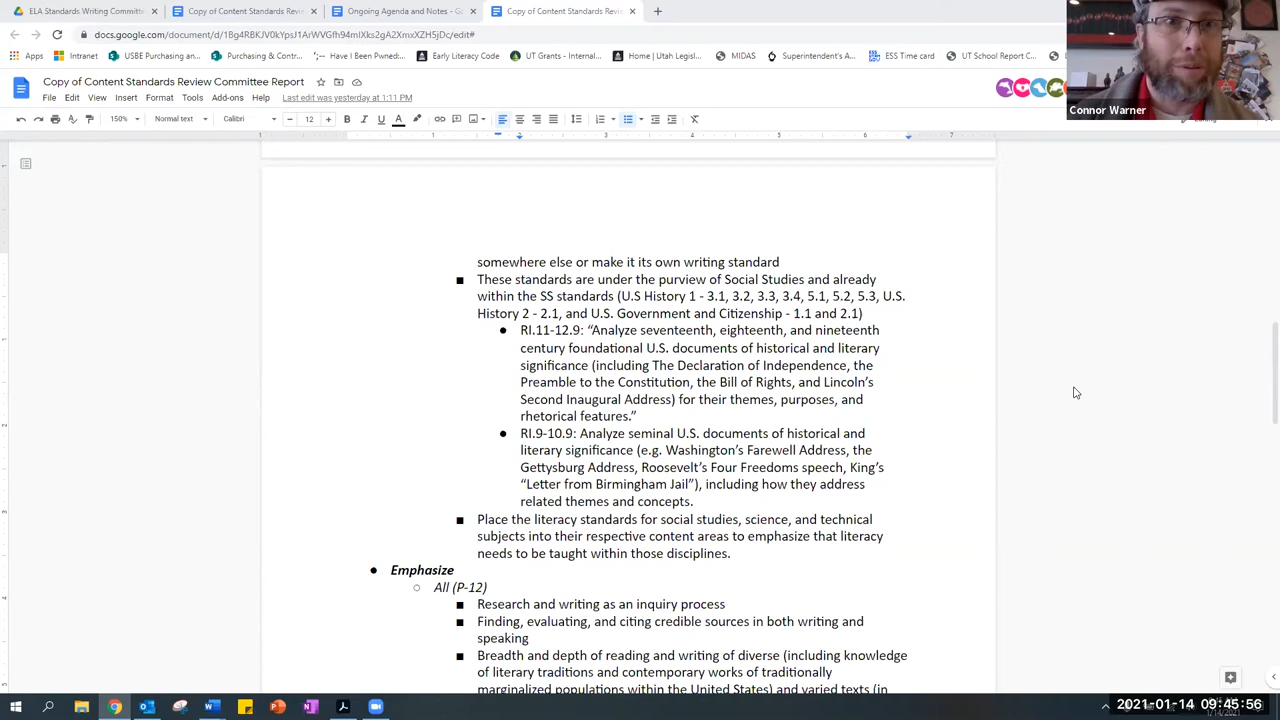 ELA Standards Writing Committe
Copy of Content Standards Revi
Ongoing Agenda and Notes - Go
Copy of Content Standards Revi
docs.google.com/document/d/1Bg4RBKJV0kYpsJ1ArWVGfh94mlXks2gA2XmxXZH5jDc/edit#
Apps
Intranet
USBE Purchasing an
Purchasing & Contr...
Have I Been Pwned:...
Early Literacy Code
UT Grants - Internal...
Home | Utah Legisl...
MIDAS
Superintendent's A...
ESS Time card
UT School Report C...
Connor Warner
Copy of Content Standards Review Committee Report
File Edit View Insert Format Tools Add-ons Help Last edit was yesterday at 1:11 PM
150% Normal text Calibri 12 B I U A
somewhere else or make it its own writing standard
These standards are under the purview of Social Studies and already
within the SS standards (U.S History 1 - 3.1, 3.2, 3.3, 3.4, 5.1, 5.2, 5.3, U.S.
History 2 - 2.1, and U.S. Government and Citizenship - 1.1 and 2.1)
RI.11-12.9: “Analyze seventeenth, eighteenth, and nineteenth
century foundational U.S. documents of historical and literary
significance (including The Declaration of Independence, the
Preamble to the Constitution, the Bill of Rights, and Lincoln’s
Second Inaugural Address) for their themes, purposes, and
rhetorical features.”
RI.9-10.9: Analyze seminal U.S. documents of historical and
literary significance (e.g. Washington’s Farewell Address, the
Gettysburg Address, Roosevelt’s Four Freedoms speech, King’s
“Letter from Birmingham Jail”), including how they address
related themes and concepts.
Place the literacy standards for social studies, science, and technical
subjects into their respective content areas to emphasize that literacy
needs to be taught within those disciplines.
Emphasize
All (P-12)
Research and writing as an inquiry process
Finding, evaluating, and citing credible sources in both writing and
speaking
Breadth and depth of reading and writing of diverse (including knowledge
of literary traditions and contemporary works of traditionally
marginalized populations within the United States) and varied texts (in
2021-01-14 09:45:56